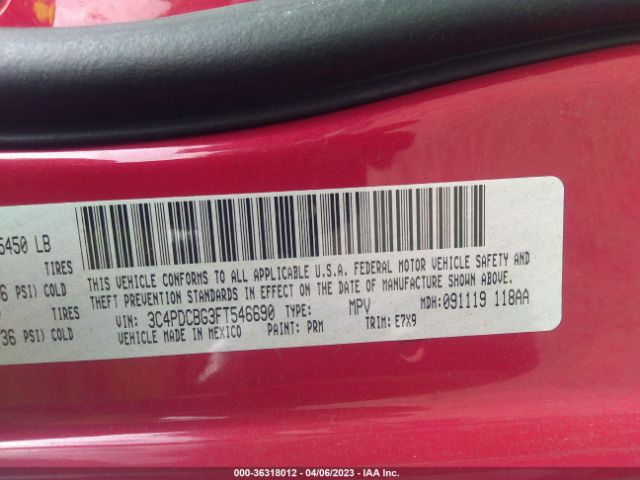 5450 LB
TIRES
6 PSI) COLD
TIRES
36 PSI) COLD
THIS VEHICLE CONFORMS TO ALL APPLICABLE U.S.A. FEDERAL MOTOR VEHICLE SAFETY AND
THEFT PREVENTION STANDARDS IN EFFECT ON THE DATE OF MANUFACTURE SHOWN ABOVE.
VIN: 3C4PDCBG3FT546690 TYPE: MPV MDH: 091119 118AA
VEHICLE MADE IN MEXICO PAINT: PRM TRIM: E7X9
000-36318012 - 04/06/2023 - IAA Inc.